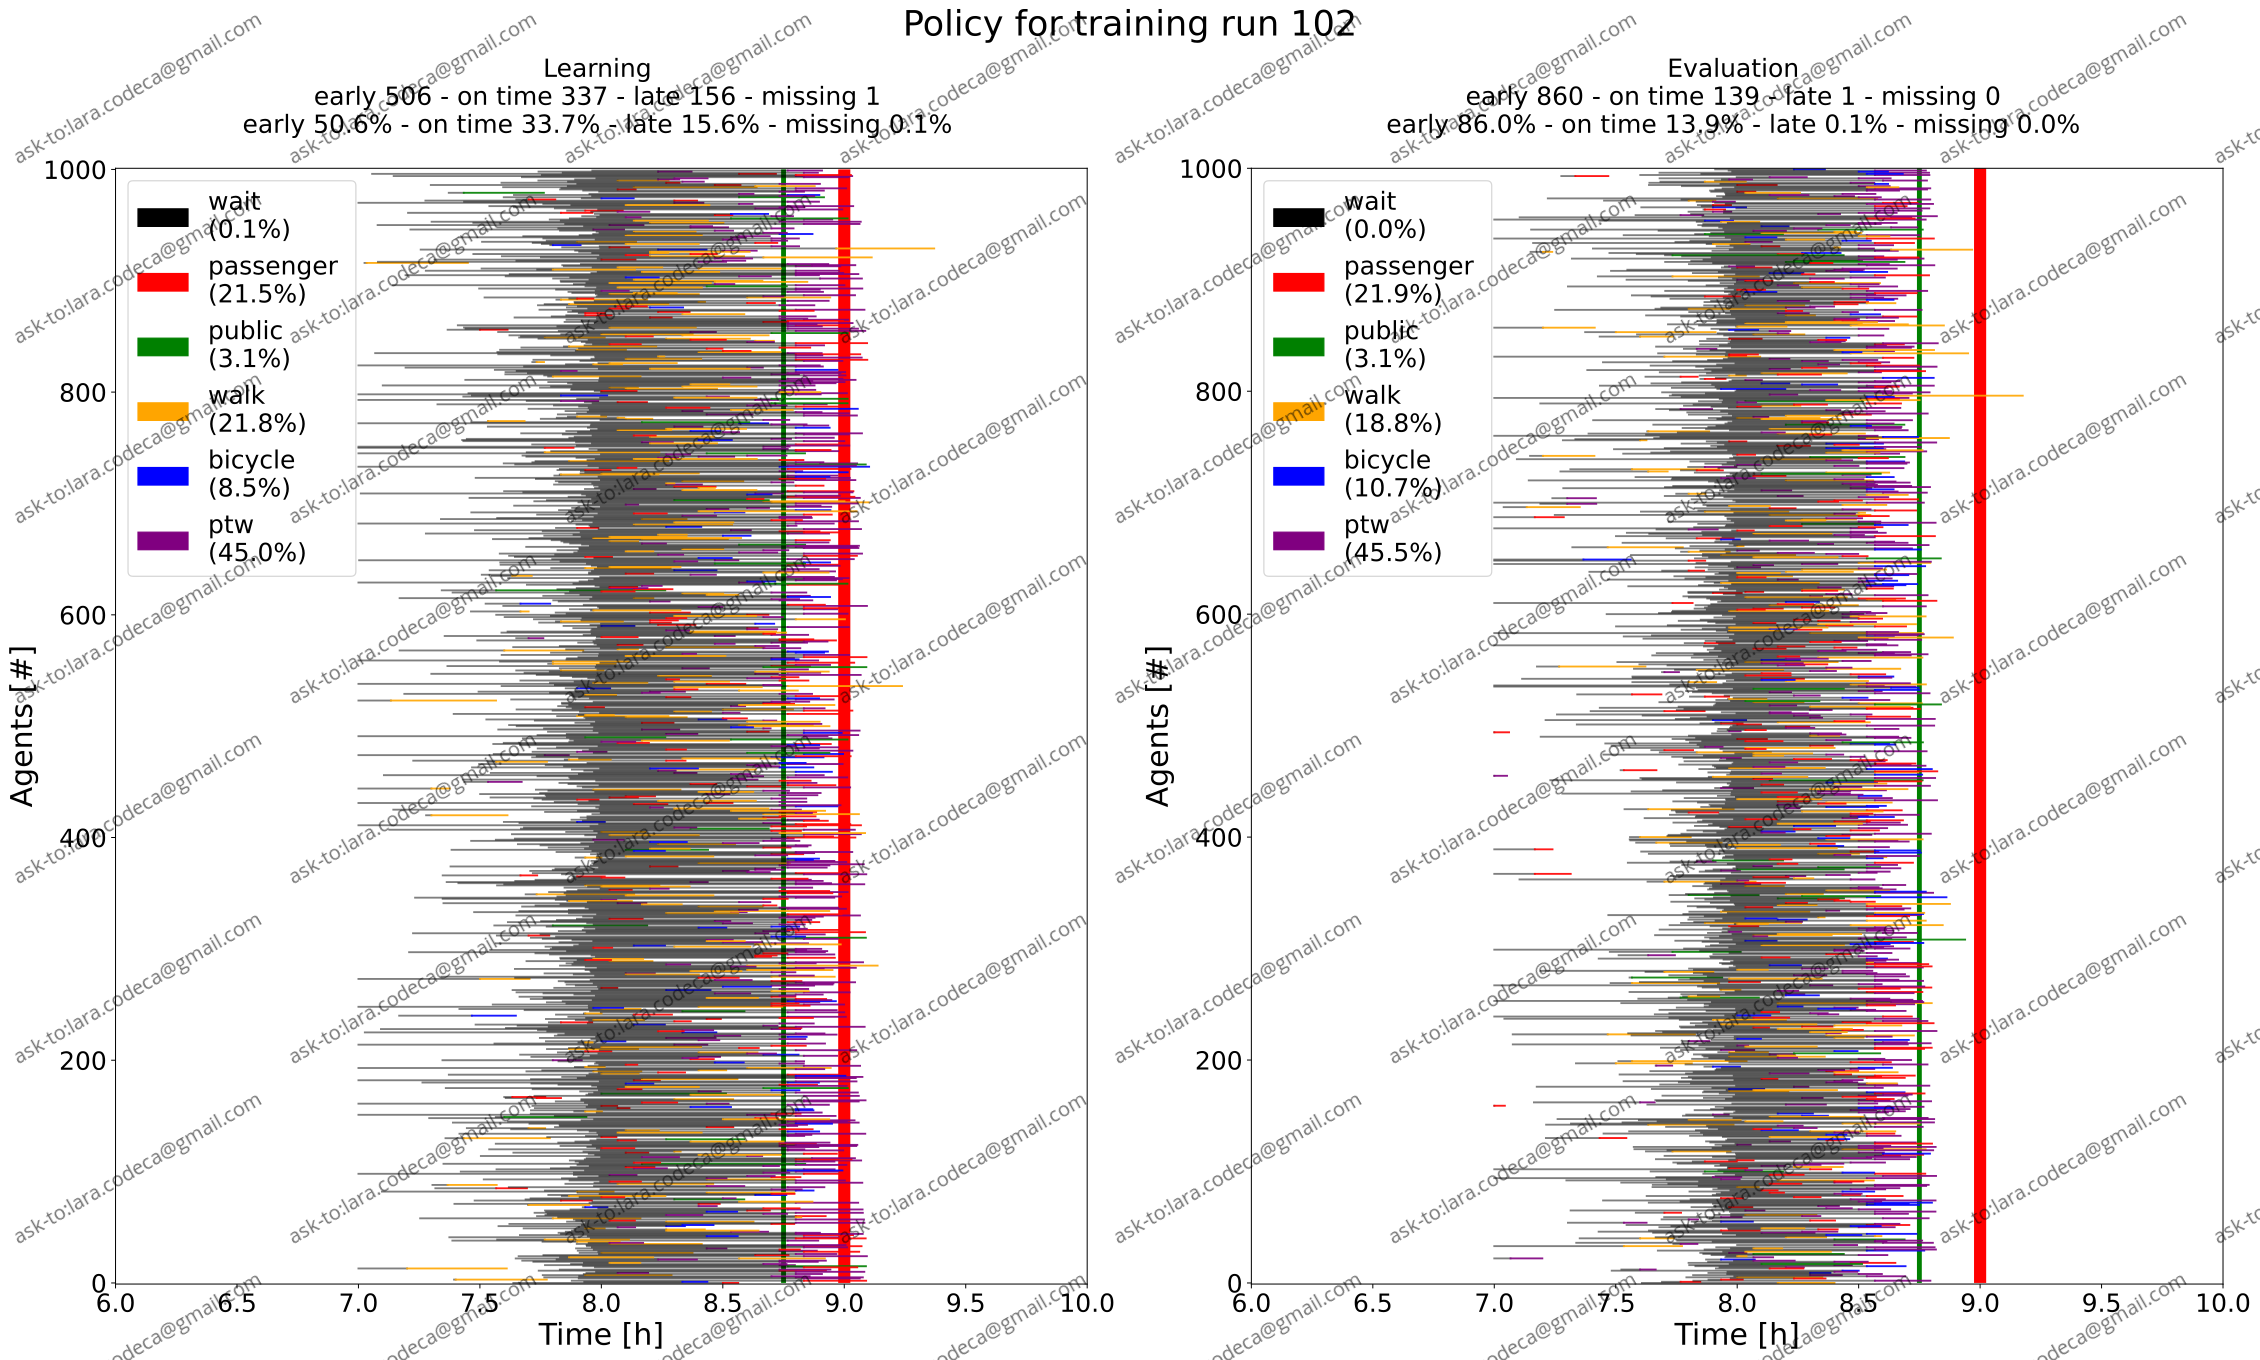 Policy for training run 102
Learning
early 506 - on time 337 - late 156 - missing 1
early 50.6% - on time 33.7% - late 15.6% - missing 0.1%
1000
800
600
400
200
0
Agents [#]
wait
(0.1%)
passenger
(21.5%)
public
(3.1%)
walk
(21.8%)
bicycle
(8.5%)
ptw
(45.0%)
6.0 6.5 7.0 7.5 8.0 8.5 9.0 9.5 10.0
Time [h]
Evaluation
early 860 - on time 139 - late 1 - missing 0
early 86.0% - on time 13.9% - late 0.1% - missing 0.0%
1000
800
600
400
200
0
Agents [#]
wait
(0.0%)
passenger
(21.9%)
public
(3.1%)
walk
(18.8%)
bicycle
(10.7%)
ptw
(45.5%)
6.0 6.5 7.0 7.5 8.0 8.5 9.0 9.5 10.0
Time [h]
ask-to:lara.codeca@gmail.com